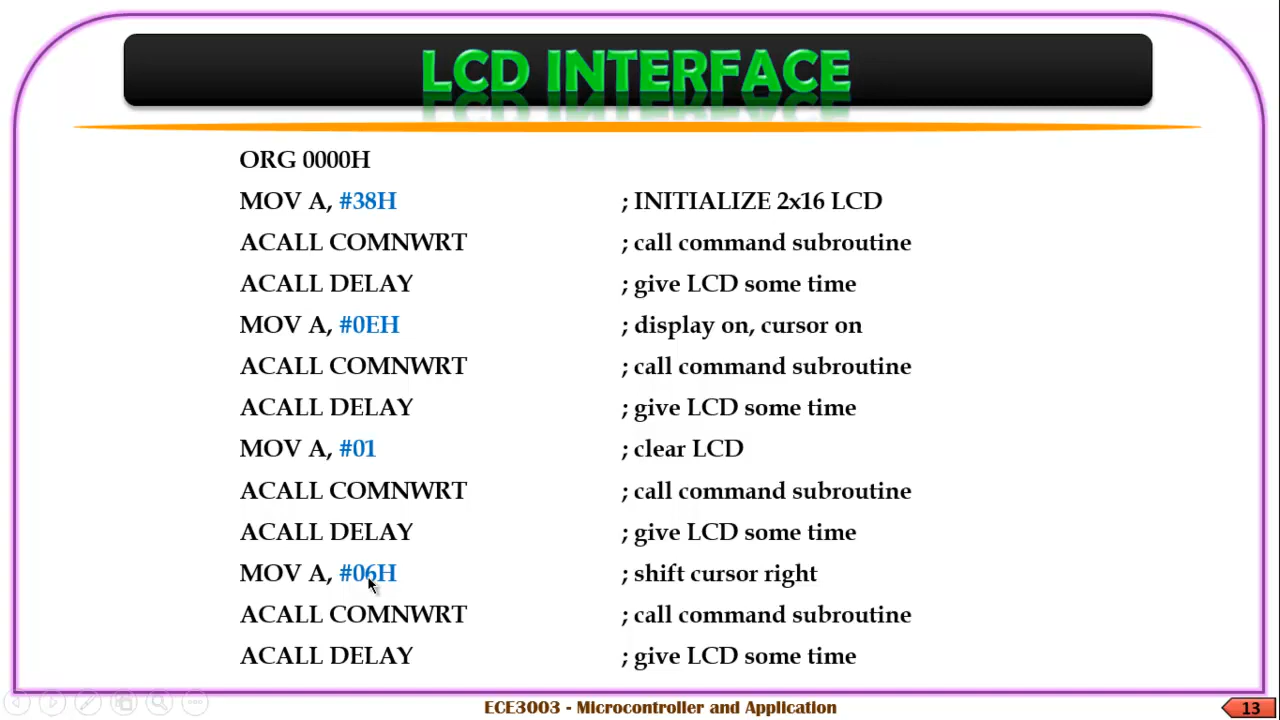 LCD INTERFACE
ORG 0000H
MOV A, #38H ; INITIALIZE 2x16 LCD
ACALL COMNWRT ; call command subroutine
ACALL DELAY ; give LCD some time
MOV A, #0EH ; display on, cursor on
ACALL COMNWRT ; call command subroutine
ACALL DELAY ; give LCD some time
MOV A, #01 ; clear LCD
ACALL COMNWRT ; call command subroutine
ACALL DELAY ; give LCD some time
MOV A, #06H ; shift cursor right
ACALL COMNWRT ; call command subroutine
ACALL DELAY ; give LCD some time
ECE3003 - Microcontroller and Application
13